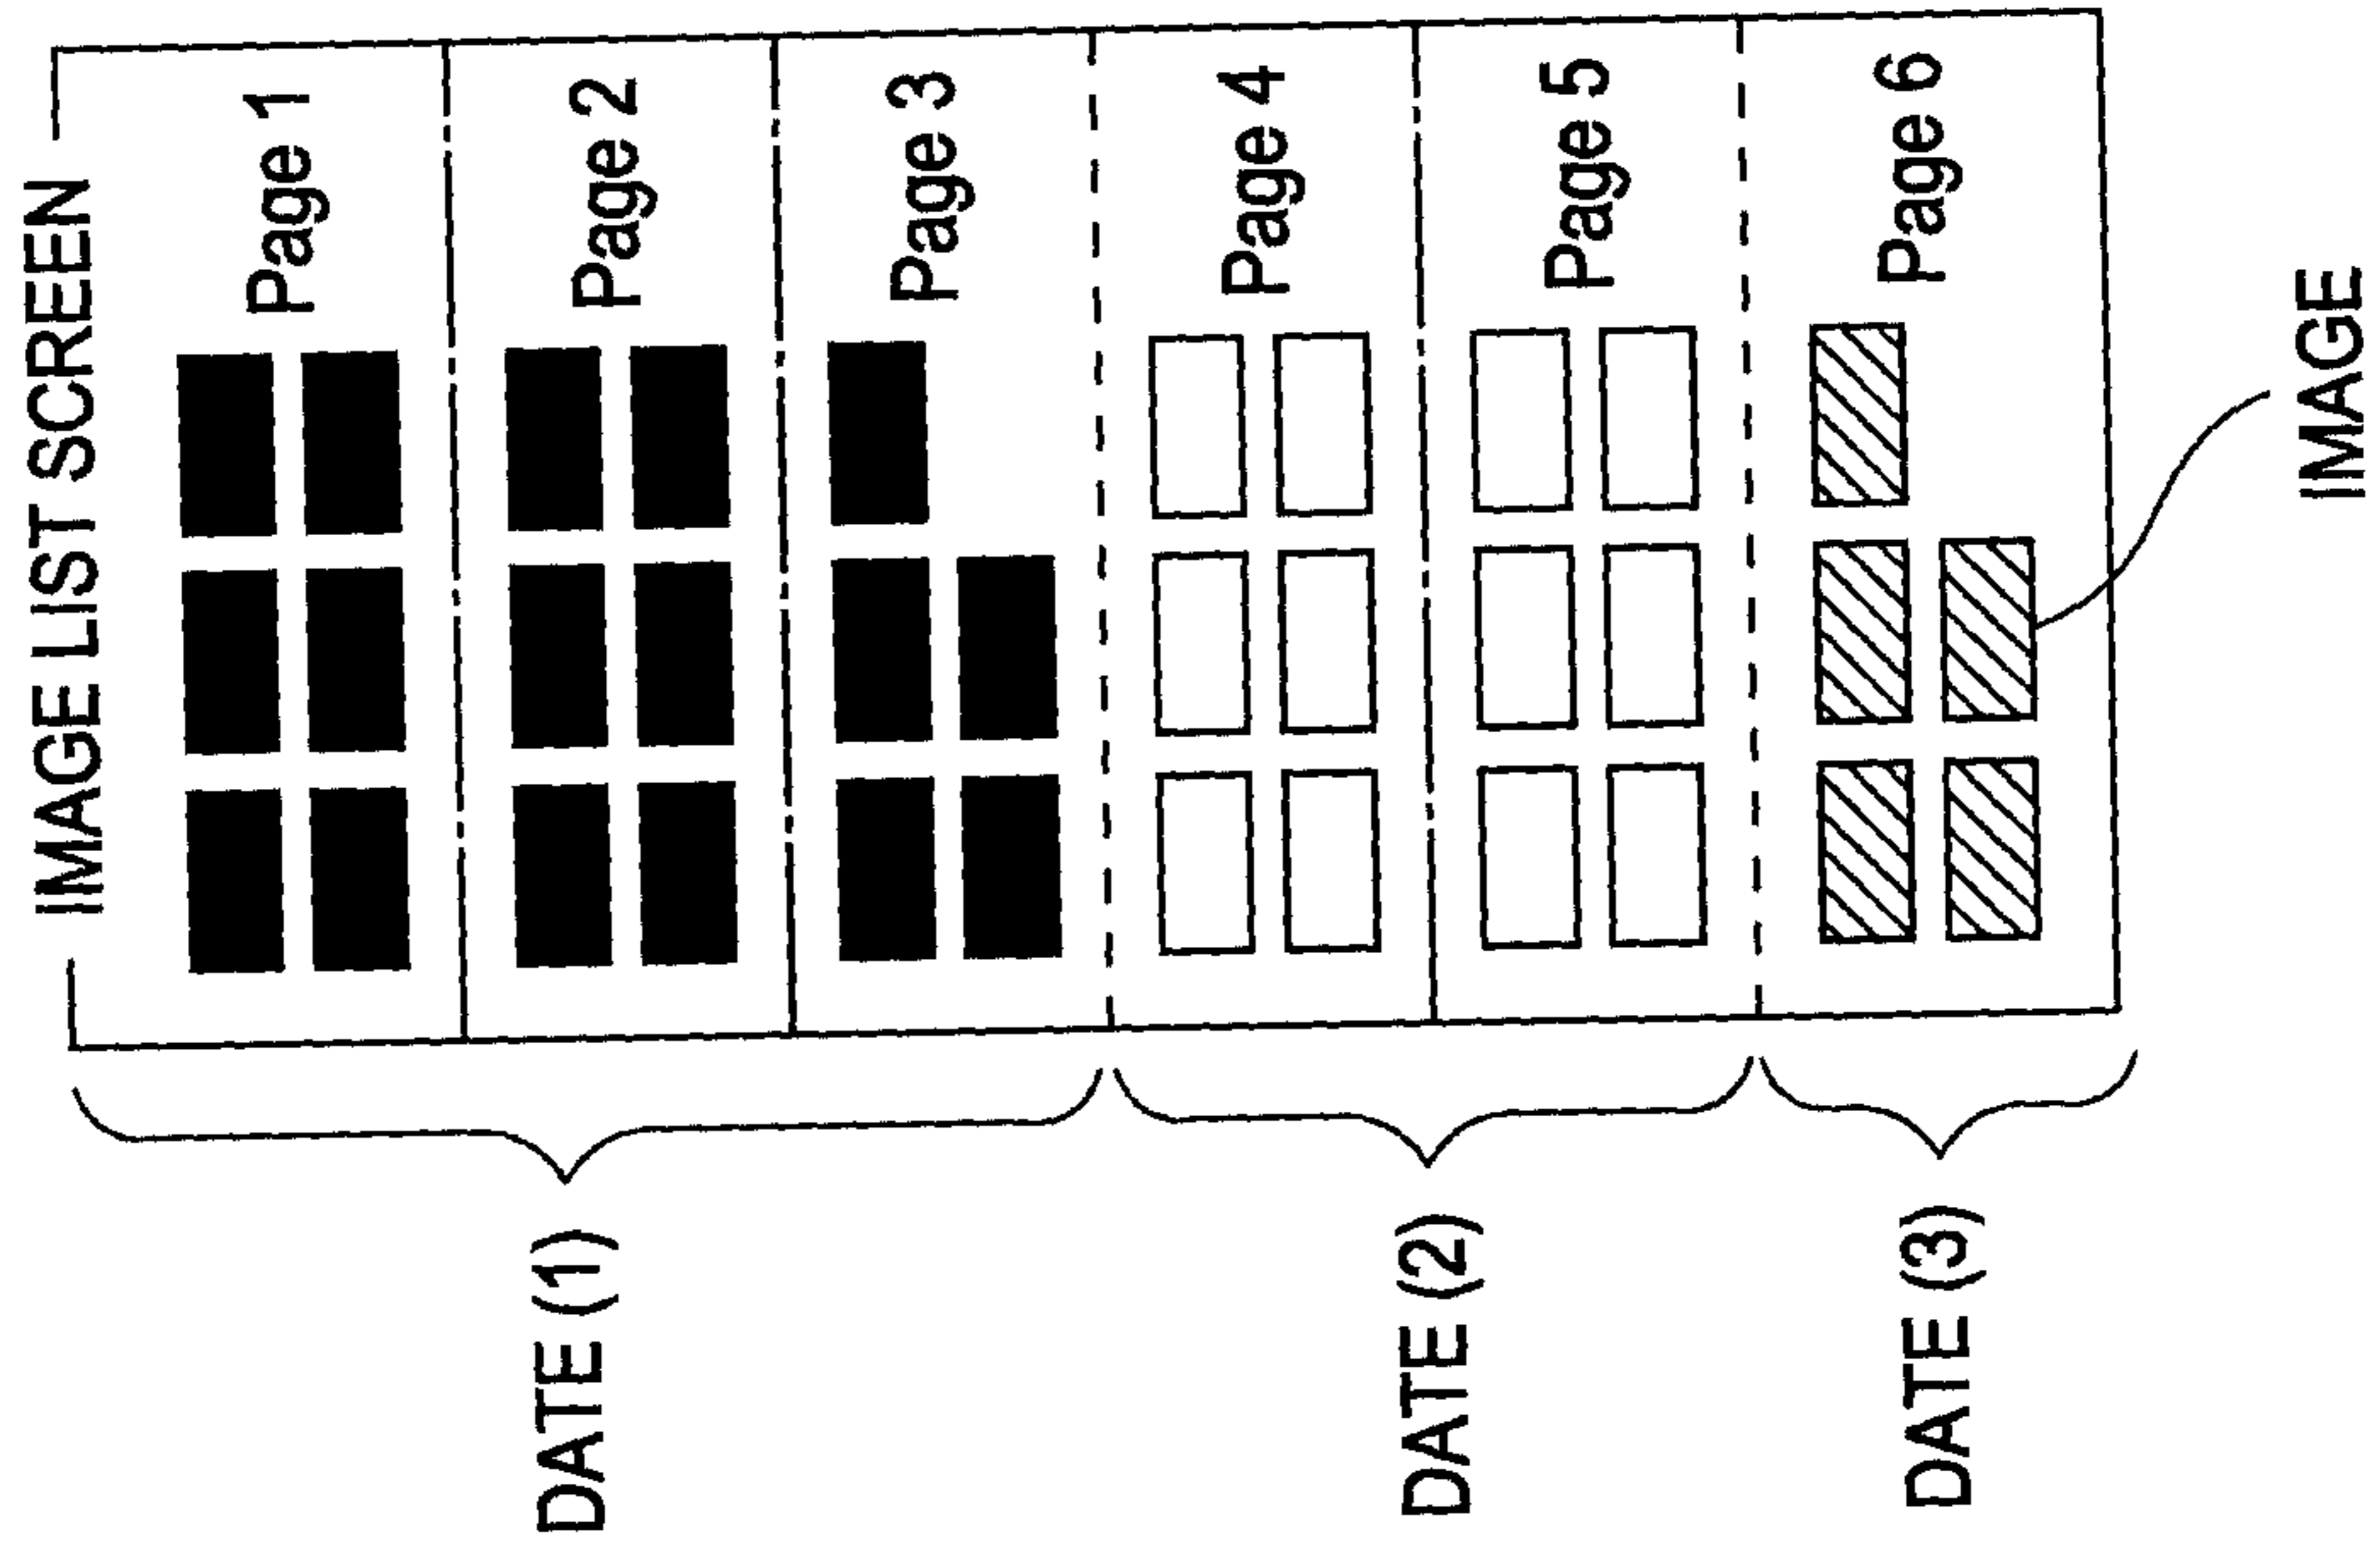 IMAGE LIST SCREEN
Page 1
DATE (1)
Page 2
Page 3
Page 4
DATE (2)
Page 5
Page 6
DATE (3)
IMAGE